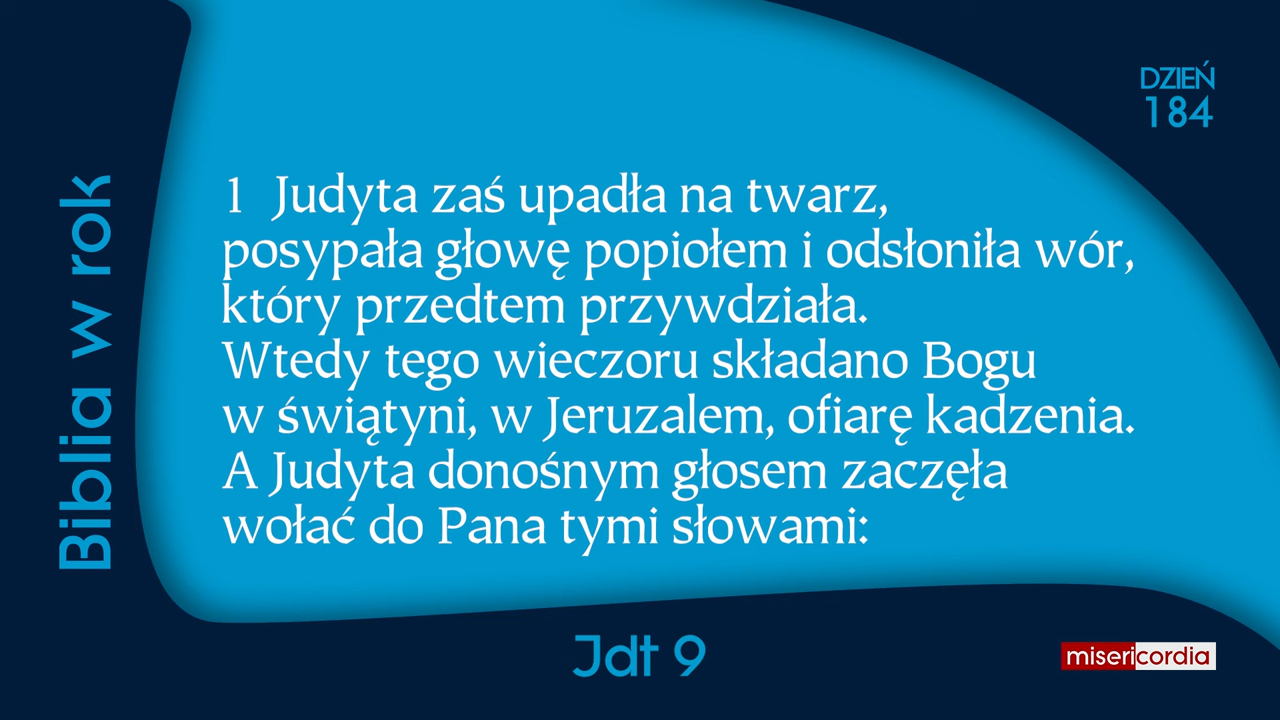 DZIEŃ
184
Biblia w rok
1 Judyta zaś upadła na twarz,
posypała głowę popiołem i odsłoniła wór,
który przedtem przywdziała.
Wtedy tego wieczoru składano Bogu
w świątyni, w Jeruzalem, ofiarę kadzenia.
A Judyta donośnym głosem zaczęła
wołać do Pana tymi słowami:
Jdt 9
misericordia